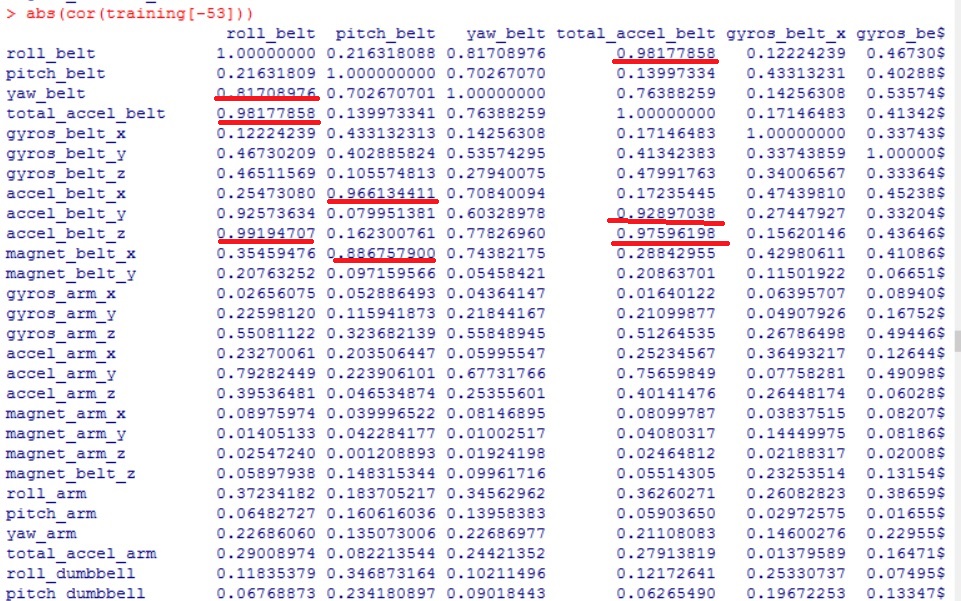 > abs(cor(training[-53]))
roll_belt pitch_belt yaw_belt total_accel_belt gyros_belt_x gyros_be$
roll_belt 1.00000000 0.216318088 0.81708976 0.98177858 0.12224239 0.46730$
pitch_belt 0.21631809 1.000000000 0.70267070 0.13997334 0.43313231 0.40288$
yaw_belt 0.81708976 0.702670701 1.00000000 0.76388259 0.14256308 0.53574$
total_accel_belt 0.98177858 0.139973341 0.76388259 1.00000000 0.17146483 0.41342$
gyros_belt_x 0.12224239 0.433132313 0.14256308 0.17146483 1.00000000 0.33743$
gyros_belt_y 0.46730209 0.402885824 0.53574295 0.41342383 0.33743859 1.00000$
gyros_belt_z 0.46511569 0.105574813 0.27940075 0.47991763 0.34006567 0.33364$
accel_belt_x 0.25473080 0.966134411 0.70840094 0.17235445 0.47439810 0.45238$
accel_belt_y 0.92573634 0.079951381 0.60328978 0.92897038 0.27447927 0.33204$
accel_belt_z 0.99194707 0.162300761 0.77826960 0.97596198 0.15620146 0.43646$
magnet_belt_x 0.35459476 0.886757900 0.74382175 0.28842955 0.42980611 0.41086$
magnet_belt_y 0.20763252 0.097159566 0.05458421 0.20863701 0.11501922 0.06651$
gyros_arm_x 0.02656075 0.052886493 0.04364147 0.01640122 0.06395707 0.08940$
gyros_arm_y 0.22598120 0.115941873 0.21844167 0.21099877 0.04907926 0.16752$
gyros_arm_z 0.55081122 0.323682139 0.55848945 0.51264535 0.26786498 0.49446$
accel_arm_x 0.23270061 0.203506447 0.05995547 0.25234567 0.36493217 0.12644$
accel_arm_y 0.79282449 0.223906101 0.67731766 0.75659849 0.07758281 0.49098$
accel_arm_z 0.39536481 0.046534874 0.25355601 0.40141476 0.26448174 0.06028$
magnet_arm_x 0.08975974 0.039996522 0.08146895 0.08099787 0.03837515 0.08207$
magnet_arm_y 0.01405133 0.042284177 0.01002517 0.04080317 0.14449975 0.08186$
magnet_arm_z 0.02547240 0.001208893 0.01924198 0.02464812 0.02188317 0.02008$
magnet_belt_z 0.05897938 0.148315344 0.09961716 0.05514305 0.23253514 0.13154$
roll_arm 0.37234182 0.183705217 0.34562962 0.36260271 0.26082823 0.38659$
pitch_arm 0.06482727 0.160616036 0.13958383 0.05903650 0.02972575 0.01655$
yaw_arm 0.22686060 0.135073006 0.22686977 0.21108083 0.14600276 0.22955$
total_accel_arm 0.29008974 0.082213544 0.24421352 0.27913819 0.01379589 0.16471$
roll_dumbbell 0.11835379 0.346873164 0.10211496 0.12172641 0.25330737 0.07495$
pitch_dumbbell 0.06768873 0.234180897 0.09018443 0.06265490 0.19672253 0.13347$